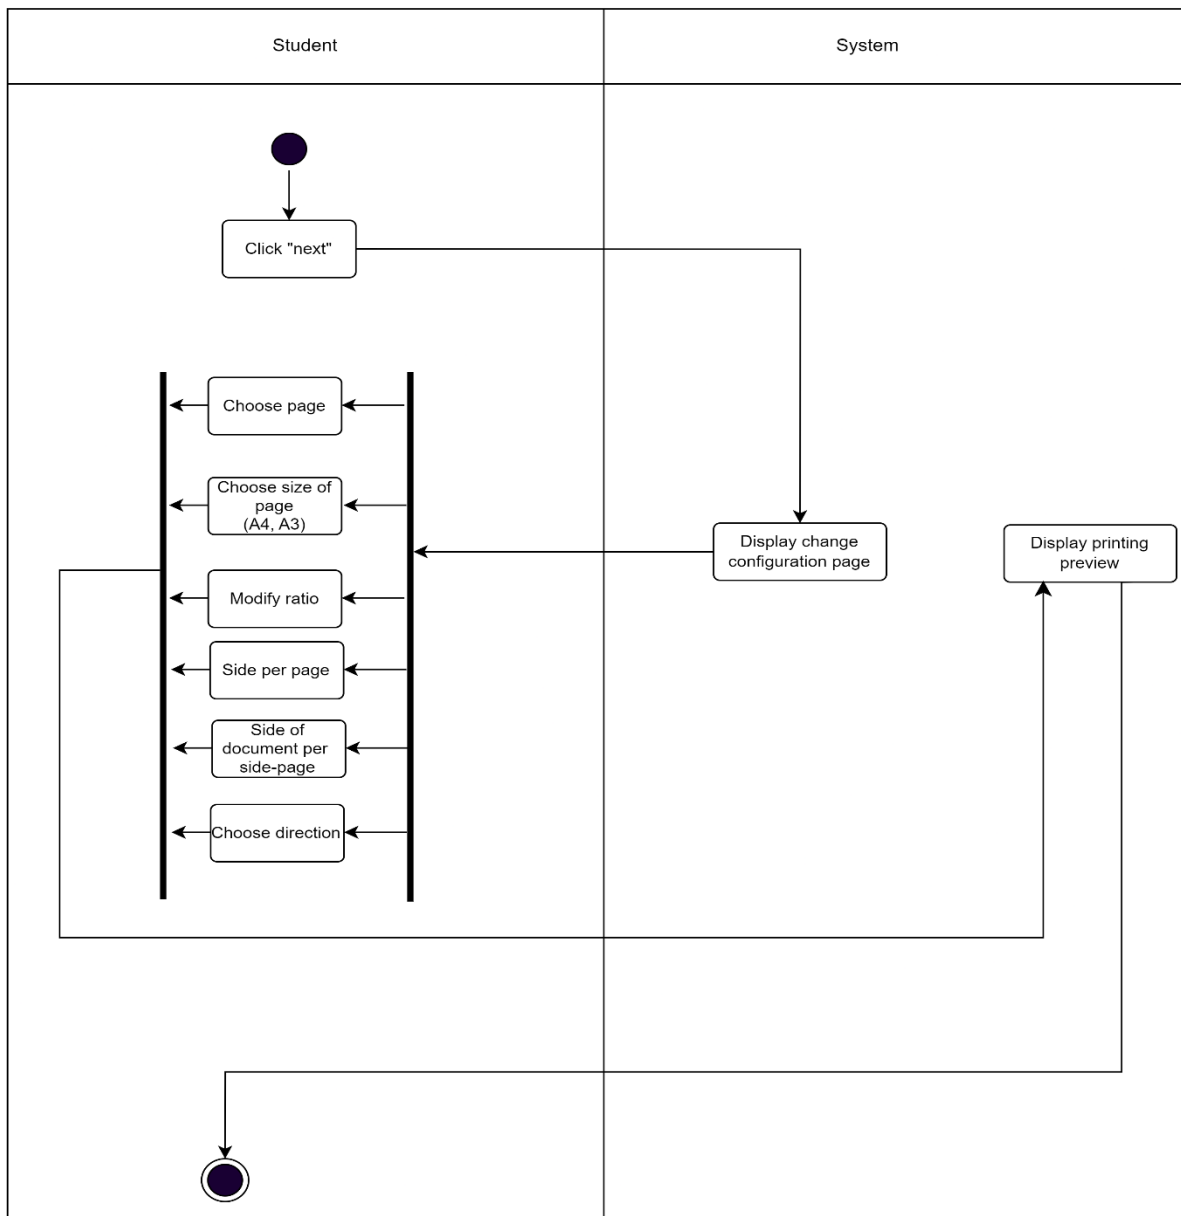 Student
System
Click "next"
Choose page
Choose size of
page
(A4, A3)
Display change
configuration page
Display printing
preview
Modify ratio
Side per page
Side of
document per
side-page
Choose direction